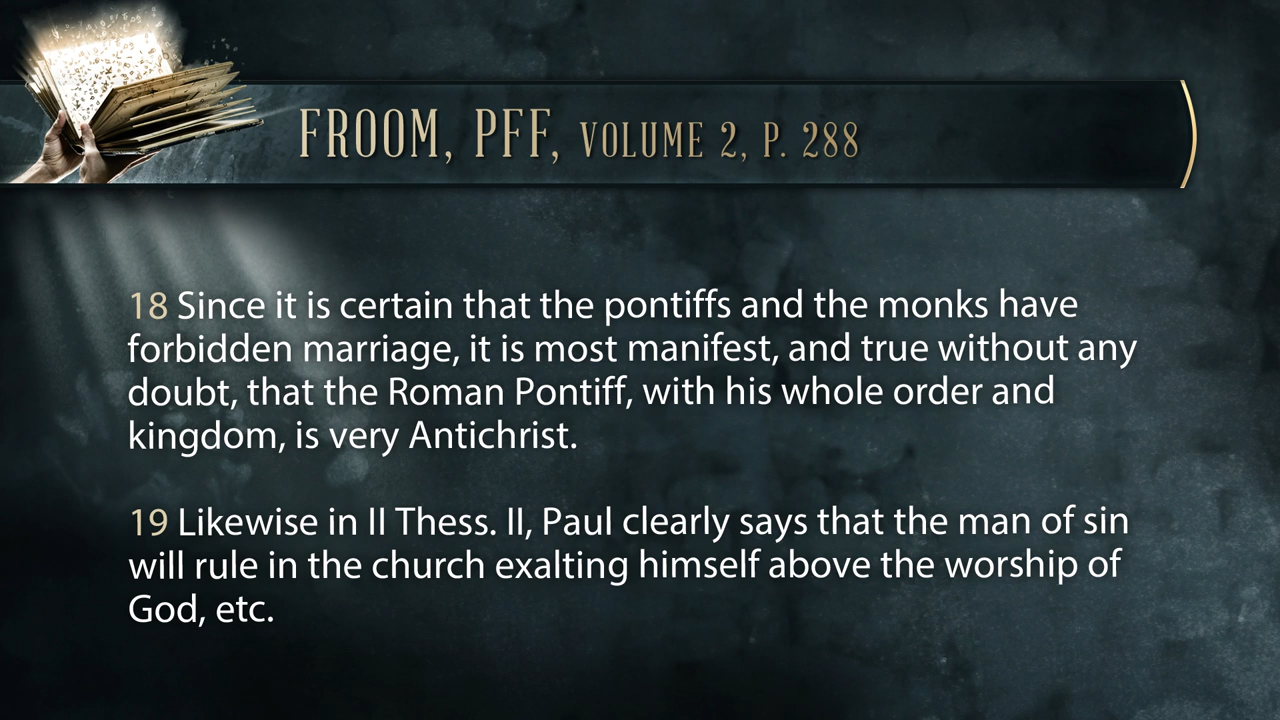 FROOM, PFF, VOLUME 2, P. 288
18 Since it is certain that the pontiffs and the monks have
forbidden marriage, it is most manifest, and true without any
doubt, that the Roman Pontiff, with his whole order and
kingdom, is very Antichrist.
19 Likewise in II Thess. II, Paul clearly says that the man of sin
will rule in the church exalting himself above the worship of
God, etc.